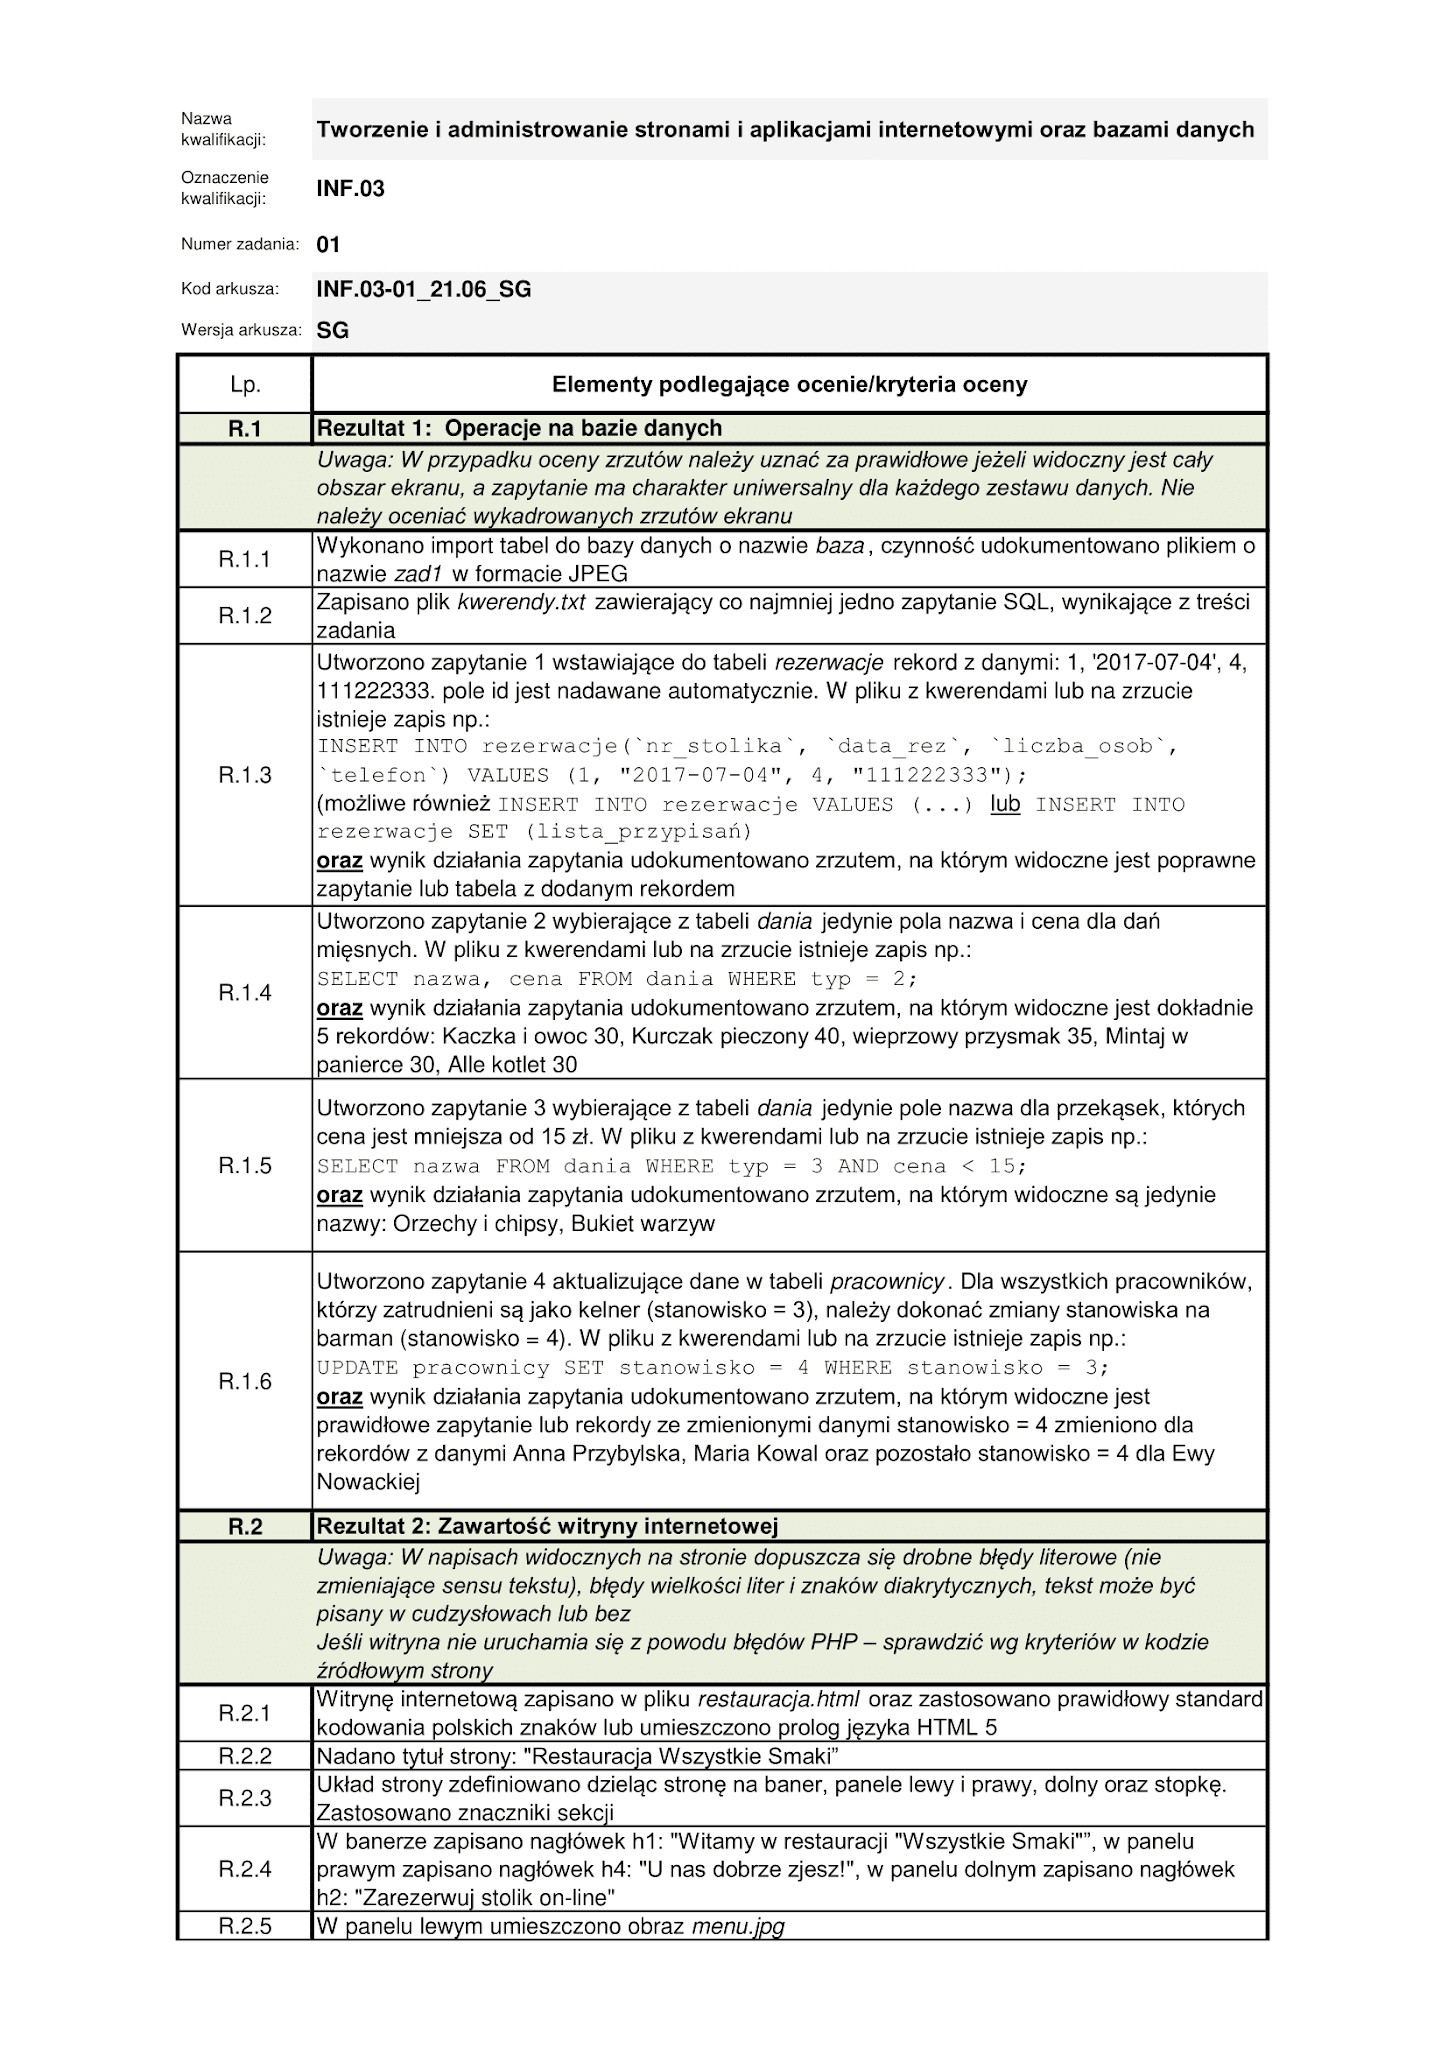 Nazwa
kwalifikacji:
Tworzenie i administrowanie stronami i aplikacjami internetowymi oraz bazami danych
Oznaczenie
kwalifikacji:
INF.03
Numer zadania:
01
Kod arkusza:
INF.03-01_21.06_SG
Wersja arkusza:
SG
Lp.
Elementy podlegające ocenie/kryteria oceny
R.1
Rezultat 1: Operacje na bazie danych
Uwaga: W przypadku oceny zrzutów należy uznać za prawidłowe jeżeli widoczny jest cały
obszar ekranu, a zapytanie ma charakter uniwersalny dla każdego zestawu danych. Nie
należy oceniać wykadrowanych zrzutów ekranu
R.1.1
Wykonano import tabel do bazy danych o nazwie baza, czynność udokumentowano plikiem o
nazwie zad1 w formacie JPEG
R.1.2
Zapisano plik kwerendy.txt zawierający co najmniej jedno zapytanie SQL, wynikające z treści
zadania
R.1.3
Utworzono zapytanie 1 wstawiające do tabeli rezerwacje rekord z danymi: 1, '2017-07-04', 4,
111222333. pole id jest nadawane automatycznie. W pliku z kwerendami lub na zrzucie
istnieje zapis np.:
INSERT INTO rezerwacje(`nr_stolika`, `data_rez`, `liczba_osob`,
`telefon`) VALUES (1, "2017-07-04", 4, "111222333");
(możliwe również INSERT INTO rezerwacje VALUES (...) lub INSERT INTO
rezerwacje SET (lista_przypisań)
oraz wynik działania zapytania udokumentowano zrzutem, na którym widoczne jest poprawne
zapytanie lub tabela z dodanym rekordem
R.1.4
Utworzono zapytanie 2 wybierające z tabeli dania jedynie pola nazwa i cena dla dań
mięsnych. W pliku z kwerendami lub na zrzucie istnieje zapis np.:
SELECT nazwa, cena FROM dania WHERE typ = 2;
oraz wynik działania zapytania udokumentowano zrzutem, na którym widoczne jest dokładnie
5 rekordów: Kaczka i owoc 30, Kurczak pieczony 40, wieprzowy przysmak 35, Mintaj w
panierce 30, Alle kotlet 30
R.1.5
Utworzono zapytanie 3 wybierające z tabeli dania jedynie pole nazwa dla przekąsek, których
cena jest mniejsza od 15 zł. W pliku z kwerendami lub na zrzucie istnieje zapis np.:
SELECT nazwa FROM dania WHERE typ = 3 AND cena < 15;
oraz wynik działania zapytania udokumentowano zrzutem, na którym widoczne są jedynie
nazwy: Orzechy i chipsy, Bukiet warzyw
R.1.6
Utworzono zapytanie 4 aktualizujące dane w tabeli pracownicy. Dla wszystkich pracowników,
którzy zatrudnieni są jako kelner (stanowisko = 3), należy dokonać zmiany stanowiska na
barman (stanowisko = 4). W pliku z kwerendami lub na zrzucie istnieje zapis np.:
UPDATE pracownicy SET stanowisko = 4 WHERE stanowisko = 3;
oraz wynik działania zapytania udokumentowano zrzutem, na którym widoczne jest
prawidłowe zapytanie lub rekordy ze zmienionymi danymi stanowisko = 4 zmieniono dla
rekordów z danymi Anna Przybylska, Maria Kowal oraz pozostało stanowisko = 4 dla Ewy
Nowackiej
R.2
Rezultat 2: Zawartość witryny internetowej
Uwaga: W napisach widocznych na stronie dopuszcza się drobne błędy literowe (nie
zmieniające sensu tekstu), błędy wielkości liter i znaków diakrytycznych, tekst może być
pisany w cudzysłowach lub bez
Jeśli witryna nie uruchamia się z powodu błędów PHP – sprawdzić wg kryteriów w kodzie
źródłowym strony
R.2.1
Witrynę internetową zapisano w pliku restauracja.html oraz zastosowano prawidłowy standard
kodowania polskich znaków lub umieszczono prolog języka HTML 5
R.2.2
Nadano tytuł strony: "Restauracja Wszystkie Smaki”
R.2.3
Układ strony zdefiniowano dzieląc stronę na baner, panele lewy i prawy, dolny oraz stopkę.
Zastosowano znaczniki sekcji
R.2.4
W banerze zapisano nagłówek h1: "Witamy w restauracji "Wszystkie Smaki"”, w panelu
prawym zapisano nagłówek h4: "U nas dobrze zjesz!", w panelu dolnym zapisano nagłówek
h2: "Zarezerwuj stolik on-line"
R.2.5
W panelu lewym umieszczono obraz menu.jpg